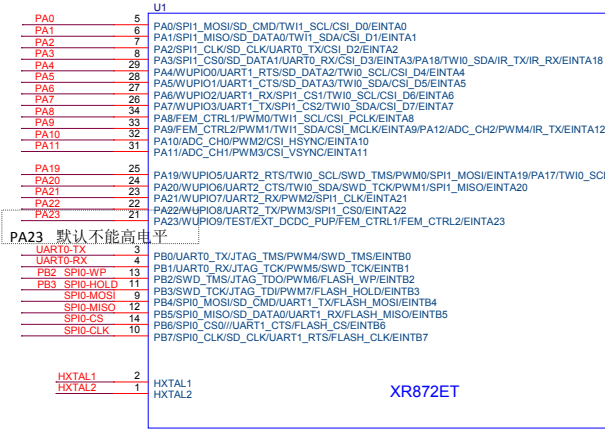 U1
PA0 5 PA0/SPI1_MOSI/SD_CMD/TWI1_SCL/CSI_D0/EINTA0
PA1 6 PA1/SPI1_MISO/SD_DATA0/TWI1_SDA/CSI_D1/EINTA1
PA2 7 PA2/SPI1_CLK/SD_CLK/UART0_TX/CSI_D2/EINTA2
PA3 8 PA3/SPI1_CS0/SD_DATA1/UART0_RX/CSI_D3/EINTA3/PA18/TWI0_SDA/IR_TX/IR_RX/EINTA18
PA4 29 PA4/WUPIO0/UART1_RTS/SD_DATA2/TWI0_SCL/CSI_D4/EINTA4
PA5 28 PA5/WUPIO1/UART1_CTS/SD_DATA3/TWI0_SDA/CSI_D5/EINTA5
PA6 27 PA6/WUPIO2/UART1_RX/SPI1_CS1/TWI0_SCL/CSI_D6/EINTA6
PA7 26 PA7/WUPIO3/UART1_TX/SPI1_CS2/TWI0_SDA/CSI_D7/EINTA7
PA8 34 PA8/FEM_CTRL1/PWM0/TWI1_SCL/CSI_PCLK/EINTA8
PA9 33 PA9/FEM_CTRL2/PWM1/TWI1_SDA/CSI_MCLK/EINTA9/PA12/ADC_CH2/PWM4/IR_TX/EINTA12
PA10 32 PA10/ADC_CH0/PWM2/CSI_HSYNC/EINTA10
PA11 31 PA11/ADC_CH1/PWM3/CSI_VSYNC/EINTA11
PA19 25 PA19/WUPIO5/UART2_RTS/TWI0_SCL/SWD_TMS/PWM0/SPI1_MOSI/EINTA19/PA17/TWI0_SCL
PA20 24 PA20/WUPIO6/UART2_CTS/TWI0_SDA/SWD_TCK/PWM1/SPI1_MISO/EINTA20
PA21 23 PA21/WUPIO7/UART2_RX/PWM2/SPI1_CLK/EINTA21
PA22 22 PA22/WUPIO8/UART2_TX/PWM3/SPI1_CS0/EINTA22
PA23 21 PA23/WUPIO9/TEST/EXT_DCDC_PUP/FEM_CTRL1/FEM_CTRL2/EINTA23
PA23 默认不能高电平
UART0-TX 3 PB0/UART0_TX/JTAG_TMS/PWM4/SWD_TMS/EINTB0
UART0-RX 4 PB1/UART0_RX/JTAG_TCK/PWM5/SWD_TCK/EINTB1
PB2 SPI0-WP 13 PB2/SWD_TMS/JTAG_TDO/PWM6/FLASH_WP/EINTB2
PB3 SPI0-HOLD 11 PB3/SWD_TCK/JTAG_TDI/PWM7/FLASH_HOLD/EINTB3
SPI0-MOSI 9 PB4/SPI0_MOSI/SD_CMD/UART1_TX/FLASH_MOSI/EINTB4
SPI0-MISO 12 PB5/SPI0_MISO/SD_DATA0/UART1_RX/FLASH_MISO/EINTB5
SPI0-CS 14 PB6/SPI0_CS0///UART1_CTS/FLASH_CS/EINTB6
SPI0-CLK 10 PB7/SPI0_CLK/SD_CLK/UART1_RTS/FLASH_CLK/EINTB7
HXTAL1 2 HXTAL1
HXTAL2 1 HXTAL2
XR872ET